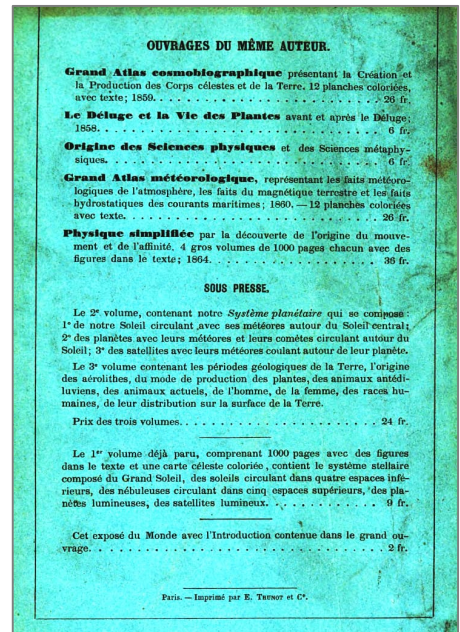 OUVRAGES DU MÊME AUTEUR.
Grand Atlas cosmobiographique présentant la Création et
la Production des Corps célestes et de la Terre. 12 planches coloriées,
avec texte; 1859. . . . . . . . . . . . . . . . . . . . . . . 26 fr.
Le Déluge et la Vie des Plantes avant et après le Déluge;
1858. . . . . . . . . . . . . . . . . . . . . . . . . . . . 6 fr.
Origine des Sciences physiques et des Sciences métaphy-
siques. . . . . . . . . . . . . . . . . . . . . . . . . . . 6 fr.
Grand Atlas météorologique, représentant les faits météoro-
logiques de l'atmosphère, les faits du magnétique terrestre et les faits
hydrostatiques des courants maritimes; 1860. — 12 planches coloriées
avec texte. . . . . . . . . . . . . . . . . . . . . . . . . 26 fr.
Physique simplifiée par la découverte de l'origine du mouve-
ment et de l'affinité. 4 gros volumes de 1000 pages chacun avec des
figures dans le texte; 1864. . . . . . . . . . . . . . . . . . 36 fr.
SOUS PRESSE.
Le 2e volume, contenant notre Système planétaire qui se compose:
1° de notre Soleil circulant avec ses météores autour du Soleil central;
2° des planètes avec leurs météores et leurs comètes circulant autour du
Soleil; 3° des satellites avec leurs météores coulant autour de leur planète.
Le 3e volume contenant les périodes géologiques de la Terre, l'origine
des aérolithes, du mode de production des plantes, des animaux antédi-
luviens, des animaux actuels, de l'homme, de la femme, des races hu-
maines, de leur distribution sur la surface de la Terre.
Prix des trois volumes. . . . . . . . . . . . . . . . . . . . 24 fr.
Le 1er volume déjà paru, comprenant 1000 pages avec des figures
dans le texte et une carte céleste coloriée, contient le système stellaire
composé du Grand Soleil, des soleils circulant dans quatre espaces infé-
rieurs, des nébuleuses circulant dans cinq espaces supérieurs, des pla-
nètes lumineuses, des satellites lumineux. . . . . . . . . . . . 9 fr.
Cet exposé du Monde avec l'Introduction contenue dans le grand ou-
vrage. . . . . . . . . . . . . . . . . . . . . . . . . . . . 2 fr.
Paris. — Imprimé par E. THUNOT et Ce.